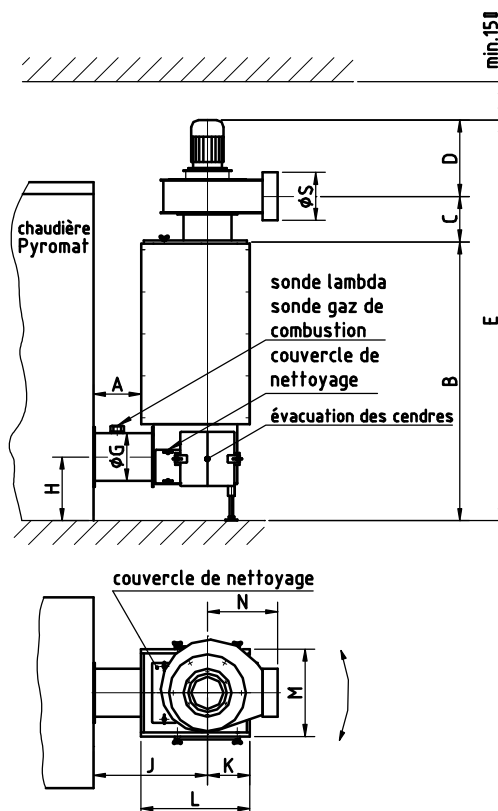 min.150
D
ØS
C
chaudière
Pyromat
E
sonde lambda
sonde gaz de
combustion
couvercle de
nettoyage
B
A
évacuation des cendres
ØG
H
couvercle de nettoyage
N
M
J
K
L